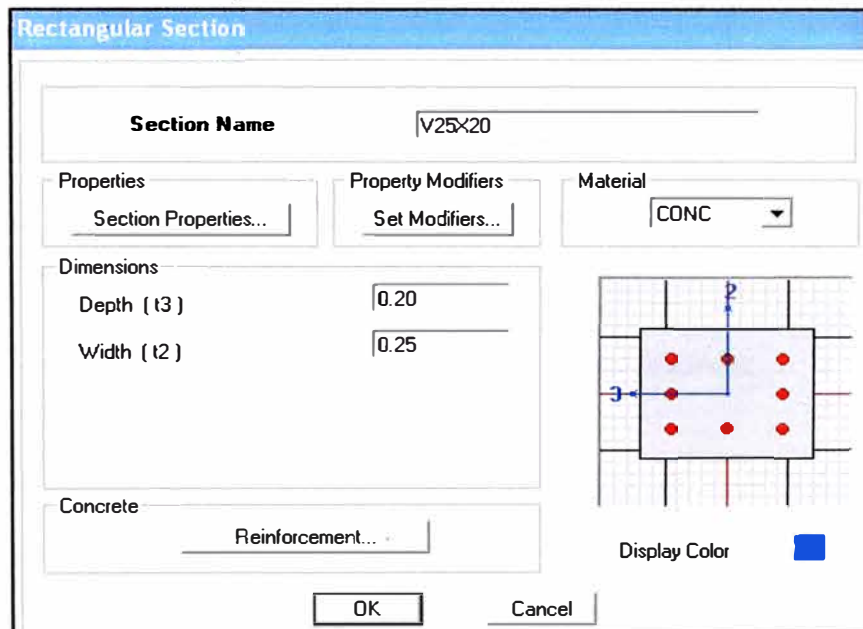 Rectangular Section
Section Name V25X20
Properties Property Modifiers Material
Section Properties... Set Modifiers... CONC
Dimensions
Depth ( t3 ) 0.20
Width ( t2 ) 0.25
2
3
Concrete
Reinforcement...
Display Color
OK Cancel